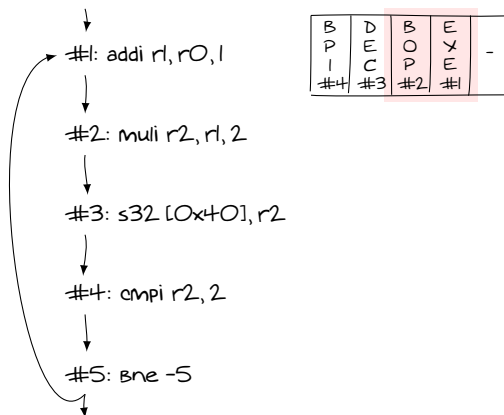 #1: addi r1, r0, 1
#2: muli r2, r1, 2
#3: s32 [0x40], r2
#4: cmpi r2, 2
#5: bne -5
B D B E
P E O X -
I C P E
#4 #3 #2 #1